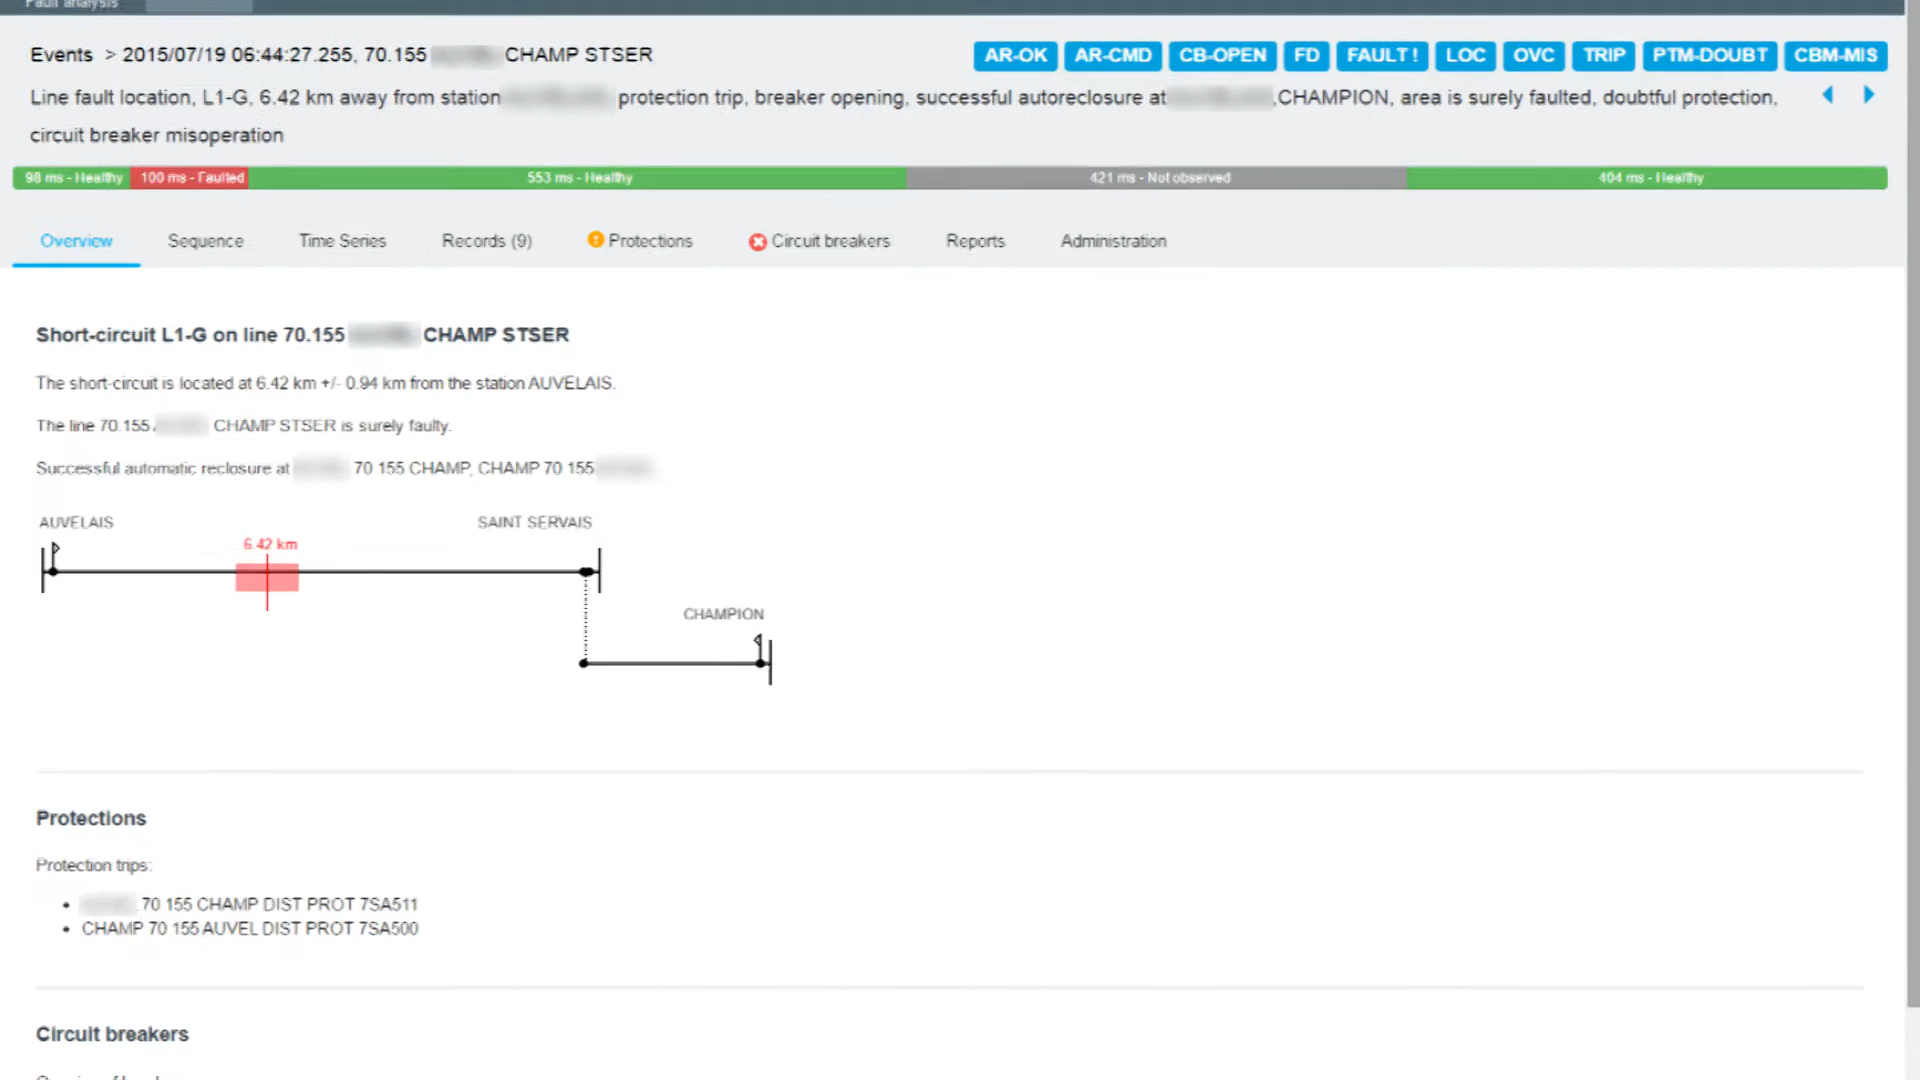 Fault analysis
Events > 2015/07/19 06:44:27.255, 70.155 CHAMP STSER
AR-OK AR-CMD CB-OPEN FD FAULT! LOC OVC TRIP PTM-DOUBT CBM-MIS
Line fault location, L1-G, 6.42 km away from station protection trip, breaker opening, successful autoreclosure at ,CHAMPION, area is surely faulted, doubtful protection,
circuit breaker misoperation
98 ms - Healthy 100 ms - Faulted 553 ms - Healthy 421 ms - Not observed 404 ms - Healthy
Overview Sequence Time Series Records (9) Protections Circuit breakers Reports Administration
Short-circuit L1-G on line 70.155 CHAMP STSER
The short-circuit is located at 6.42 km +/- 0.94 km from the station AUVELAIS.
The line 70.155 CHAMP STSER is surely faulty.
Successful automatic reclosure at 70 155 CHAMP, CHAMP 70 155
AUVELAIS SAINT SERVAIS
6.42 km
CHAMPION
Protections
Protection trips:
• 70 155 CHAMP DIST PROT 7SA511
• CHAMP 70 155 AUVEL DIST PROT 7SA500
Circuit breakers